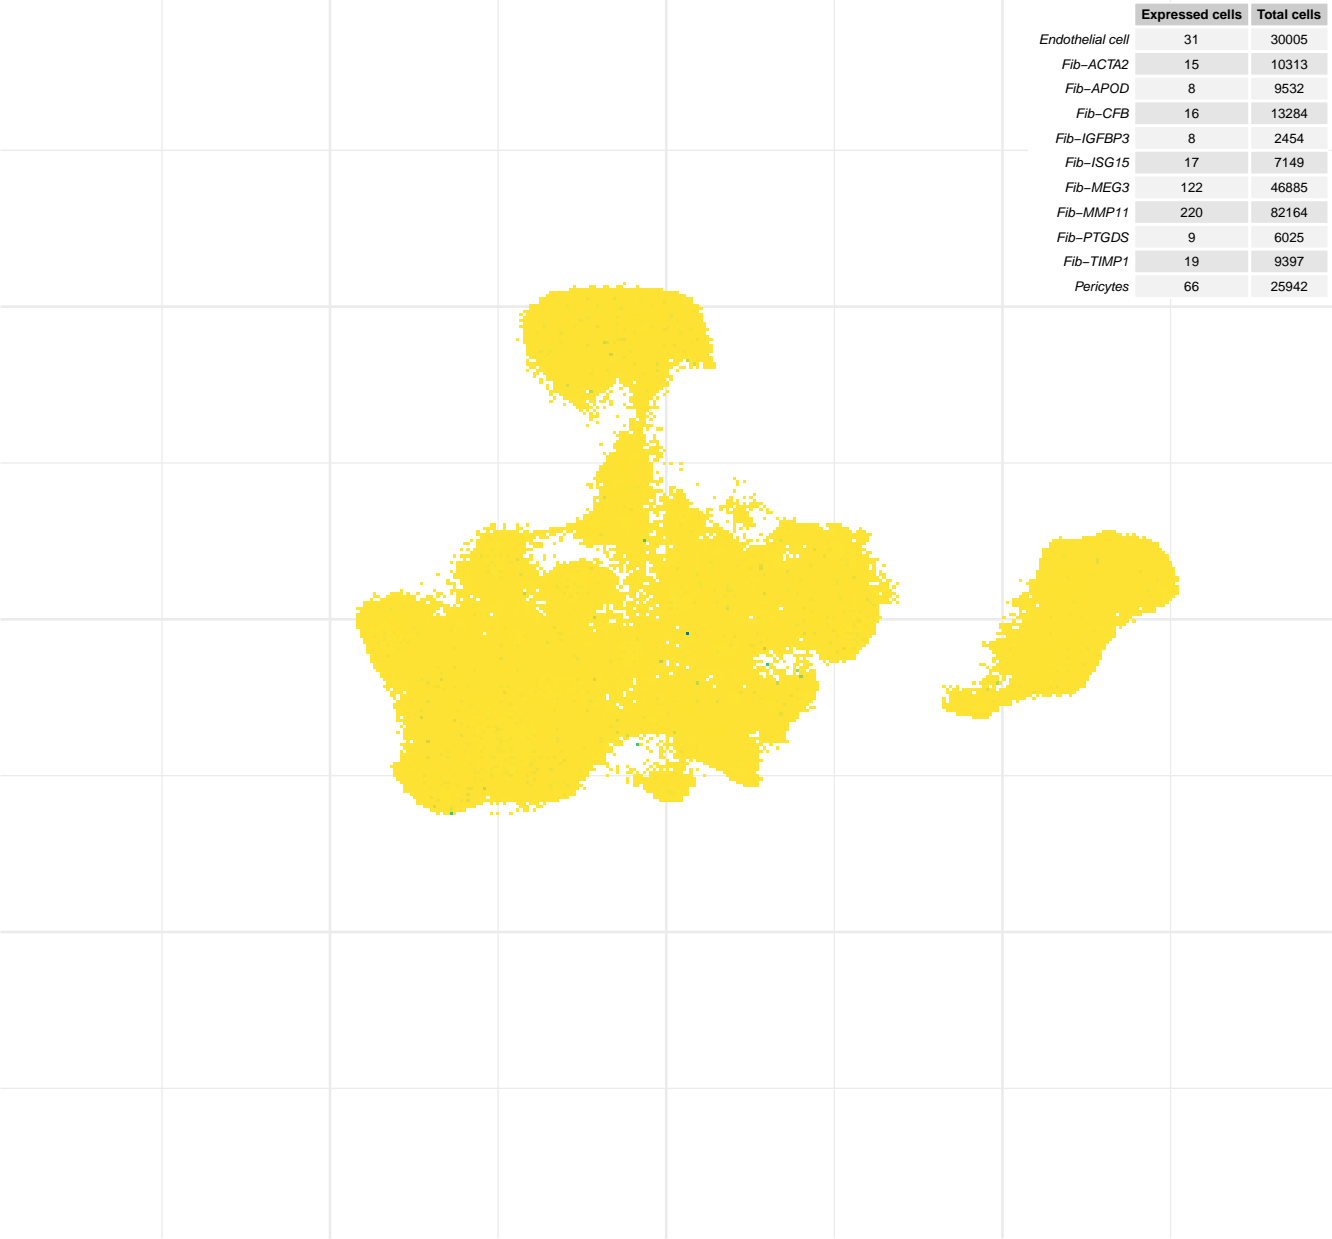 Expressed cells Total cells
Endothelial cell 31 30005
Fib−ACTA2 15 10313
Fib−APOD 8 9532
Fib−CFB 16 13284
Fib−IGFBP3 8 2454
Fib−ISG15 17 7149
Fib−MEG3 122 46885
Fib−MMP11 220 82164
Fib−PTGDS 9 6025
Fib−TIMP1 19 9397
Pericytes 66 25942